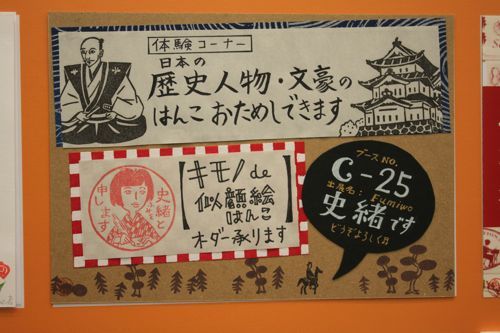 体験コーナー
日本の
歴史人物・文豪の
はんこ おためしできます
史緒と
申します
【キモノde
似顔絵
はんこ】
オーダー承ります
ブースNO.
C-25
出展名: Fumiwo
史緒です
どうぞよろしく